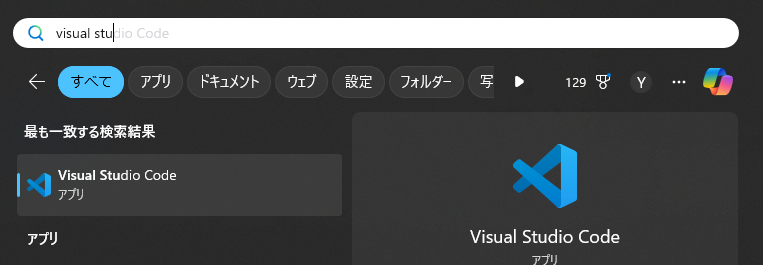 visual studio Code
すべて アプリ ドキュメント ウェブ 設定 フォルダー 写 129 Y
最も一致する検索結果
Visual Studio Code
アプリ
アプリ
Visual Studio Code
アプリ